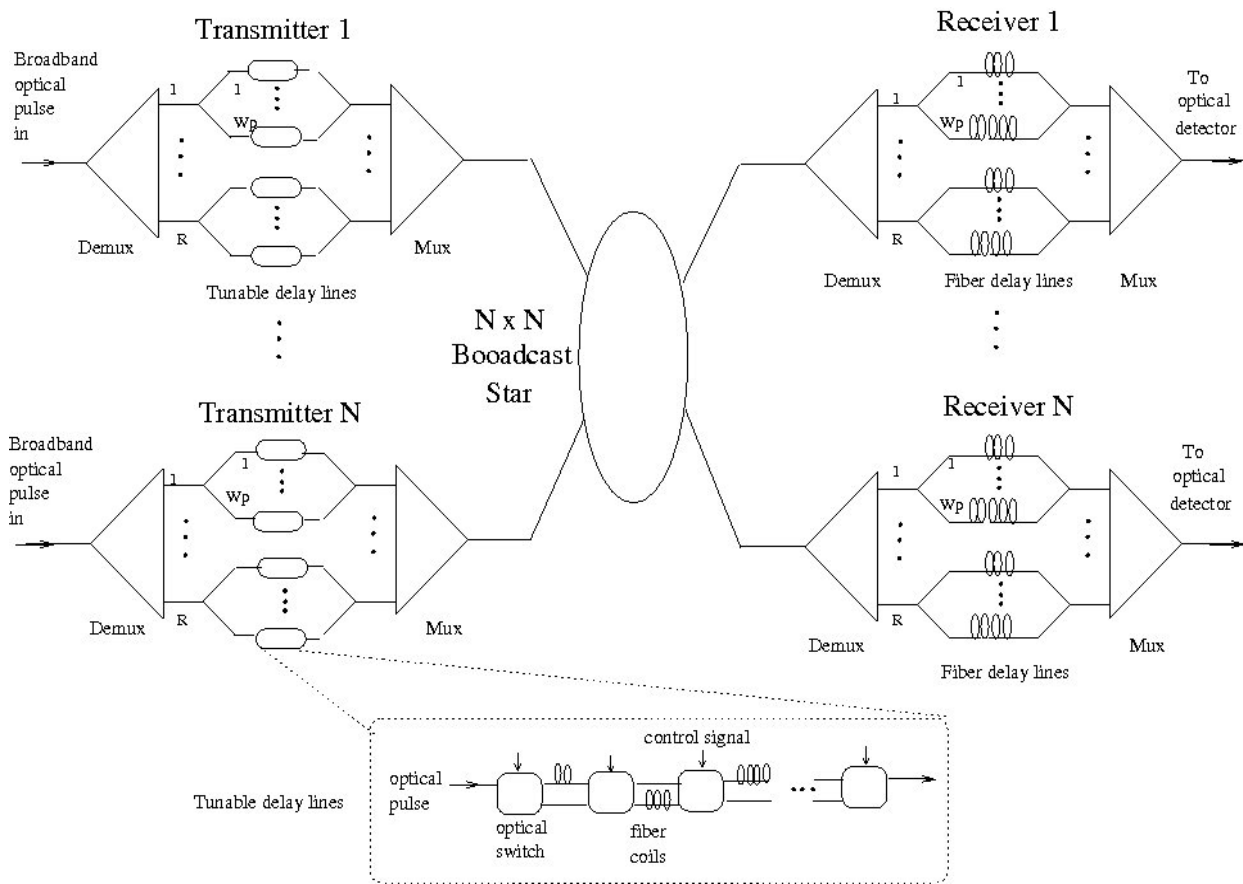 Transmitter 1
Broadband
optical
pulse
in
1
R
1
Wp
Demux
Mux
Tunable delay lines
Receiver 1
1
R
1
Wp
To
optical
detector
Demux
Fiber delay lines
Mux
N x N
Booadcast
Star
Transmitter N
Broadband
optical
pulse
in
1
R
1
Wp
Demux
Mux
Receiver N
1
R
1
Wp
To
optical
detector
Demux
Fiber delay lines
Mux
Tunable delay lines
optical
pulse
control signal
optical
switch
fiber
coils